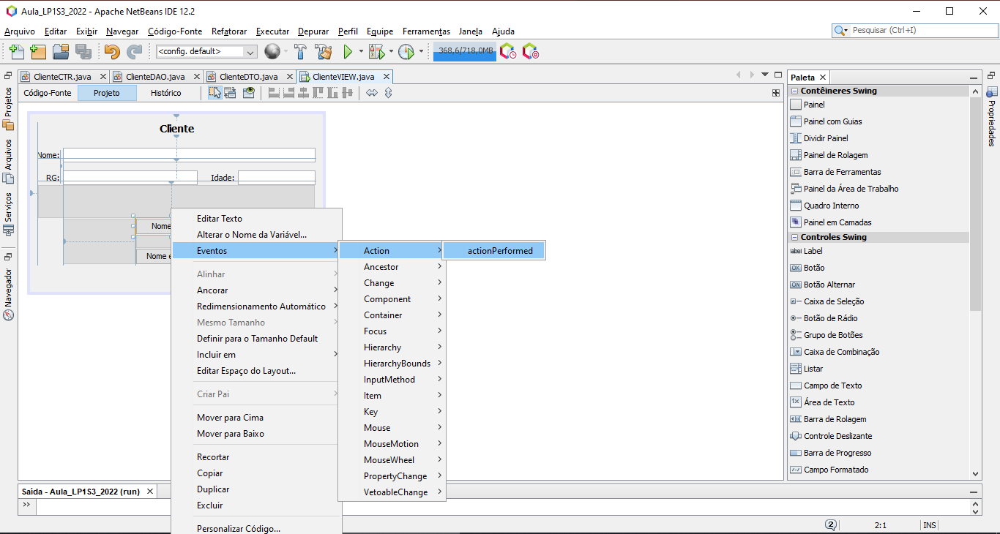 Aula_LP1S3_2022 - Apache NetBeans IDE 12.2
Arquivo Editar Exibir Navegar Código-Fonte Refatorar Executar Depurar Perfil Equipe Ferramentas Janela Ajuda
Pesquisar (Ctrl+I)
<config. default>
368,6/718,0MB
ClienteCTR.java
ClienteDAO.java
ClienteDTO.java
ClienteVIEW.java
Código-Fonte
Projeto
Histórico
Projetos
Arquivos
Serviços
Navegador
Cliente
Nome:
RG:
Idade:
Nome
Nome e
Editar Texto
Alterar o Nome da Variável...
Eventos
Alinhar
Ancorar
Redimensionamento Automático
Mesmo Tamanho
Definir para o Tamanho Default
Incluir em
Editar Espaço do Layout...
Criar Pai
Mover para Cima
Mover para Baixo
Recortar
Copiar
Duplicar
Excluir
Personalizar Código...
Action
Ancestor
Change
Component
Container
Focus
Hierarchy
HierarchyBounds
InputMethod
Item
Key
Mouse
MouseMotion
MouseWheel
PropertyChange
VetoableChange
actionPerformed
Paleta
Contêineres Swing
Painel
Painel com Guias
Dividir Painel
Painel de Rolagem
Barra de Ferramentas
Painel da Área de Trabalho
Quadro Interno
Painel em Camadas
Controles Swing
label Label
OK Botão
ON Botão Alternar
Caixa de Seleção
Botão de Rádio
Grupo de Botões
Caixa de Combinação
Listar
Campo de Texto
Área de Texto
Barra de Rolagem
Controle Deslizante
Barra de Progresso
Campo Formatado
Propriedades
Saída - Aula_LP1S3_2022 (run)
2
2:1
INS